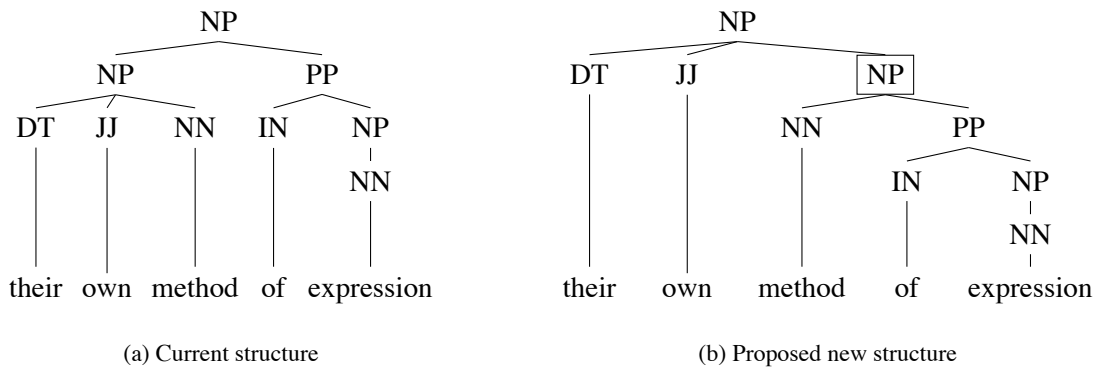 NP NP
NP PP DT JJ NP
DT JJ NN IN NP NN PP
NN IN NP
NN
their own method of expression their own method of expression
(a) Current structure (b) Proposed new structure